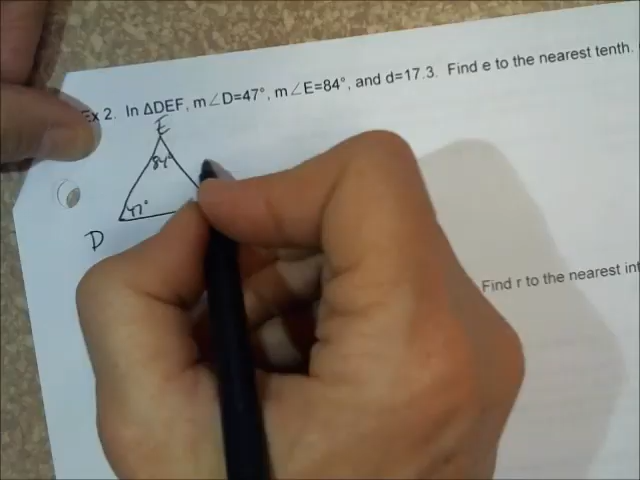 Ex 2. In ΔDEF, m∠D=47°, m∠E=84°, and d=17.3. Find e to the nearest tenth.
E
84°
47°
D
Find r to the nearest int